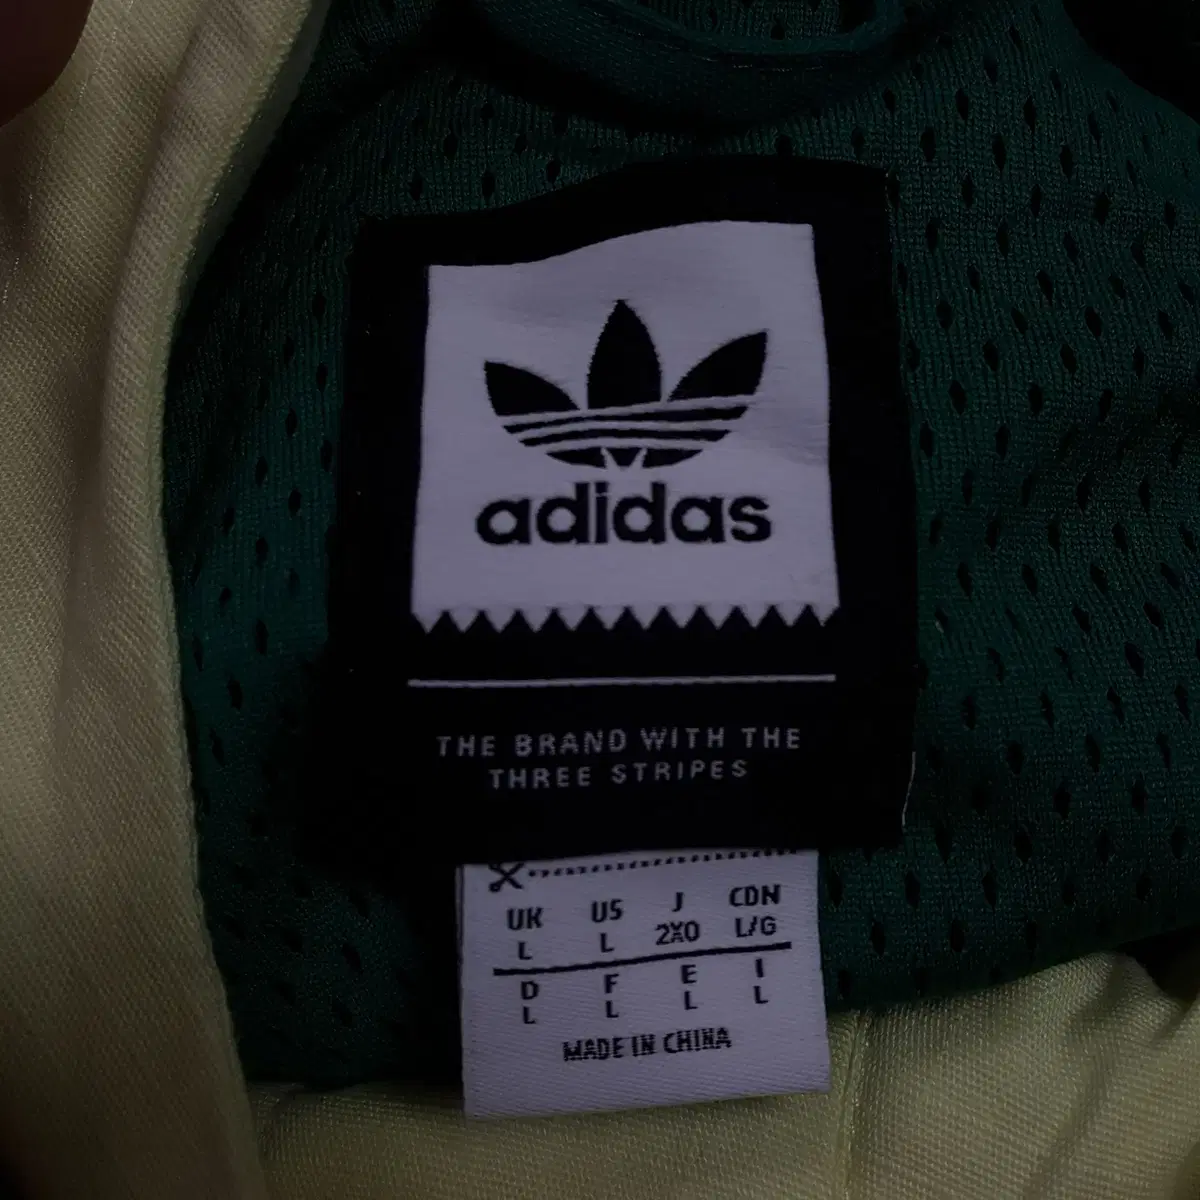 adidas
THE BRAND WITH THE
THREE STRIPES
UK US J CDN
L L 2XO L/G
D F E I
L L L L
MADE IN CHINA